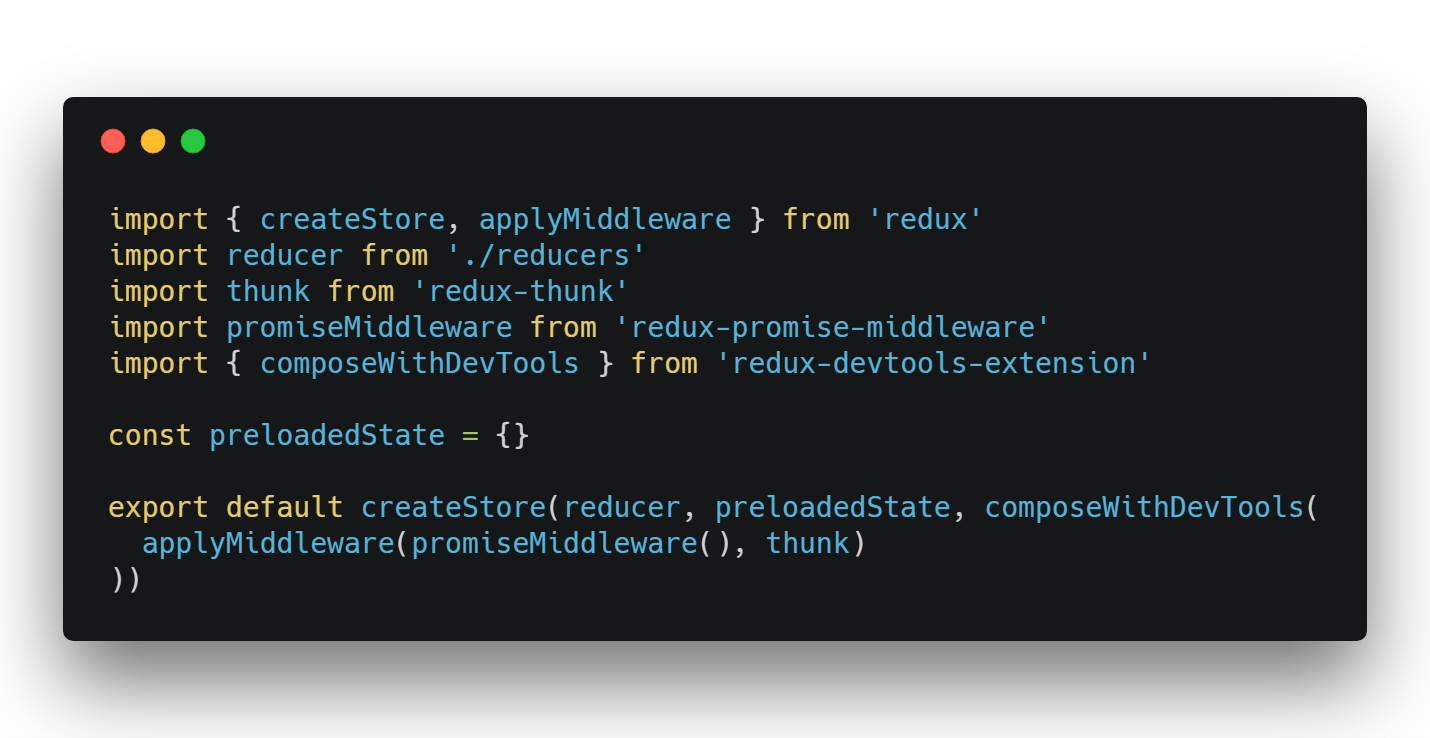 import { createStore, applyMiddleware } from 'redux'
import reducer from './reducers'
import thunk from 'redux-thunk'
import promiseMiddleware from 'redux-promise-middleware'
import { composeWithDevTools } from 'redux-devtools-extension'

const preloadedState = {}

export default createStore(reducer, preloadedState, composeWithDevTools(
  applyMiddleware(promiseMiddleware(), thunk)
))